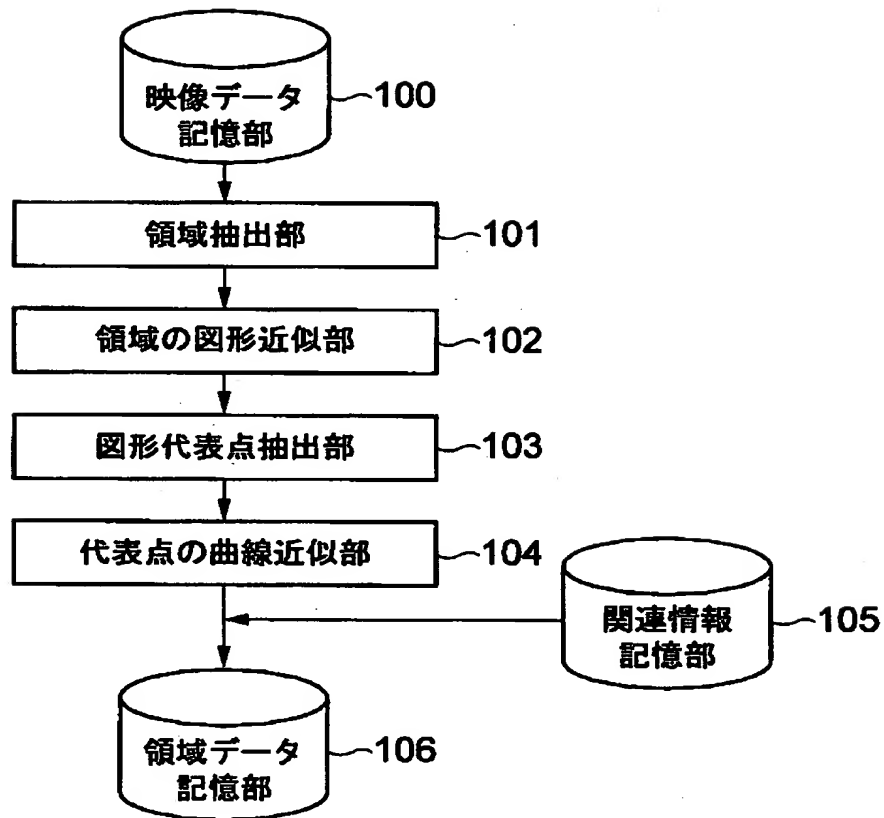 映像データ
記憶部
100
領域抽出部
101
領域の図形近似部
102
図形代表点抽出部
103
代表点の曲線近似部
104
関連情報
記憶部
105
領域データ
記憶部
106